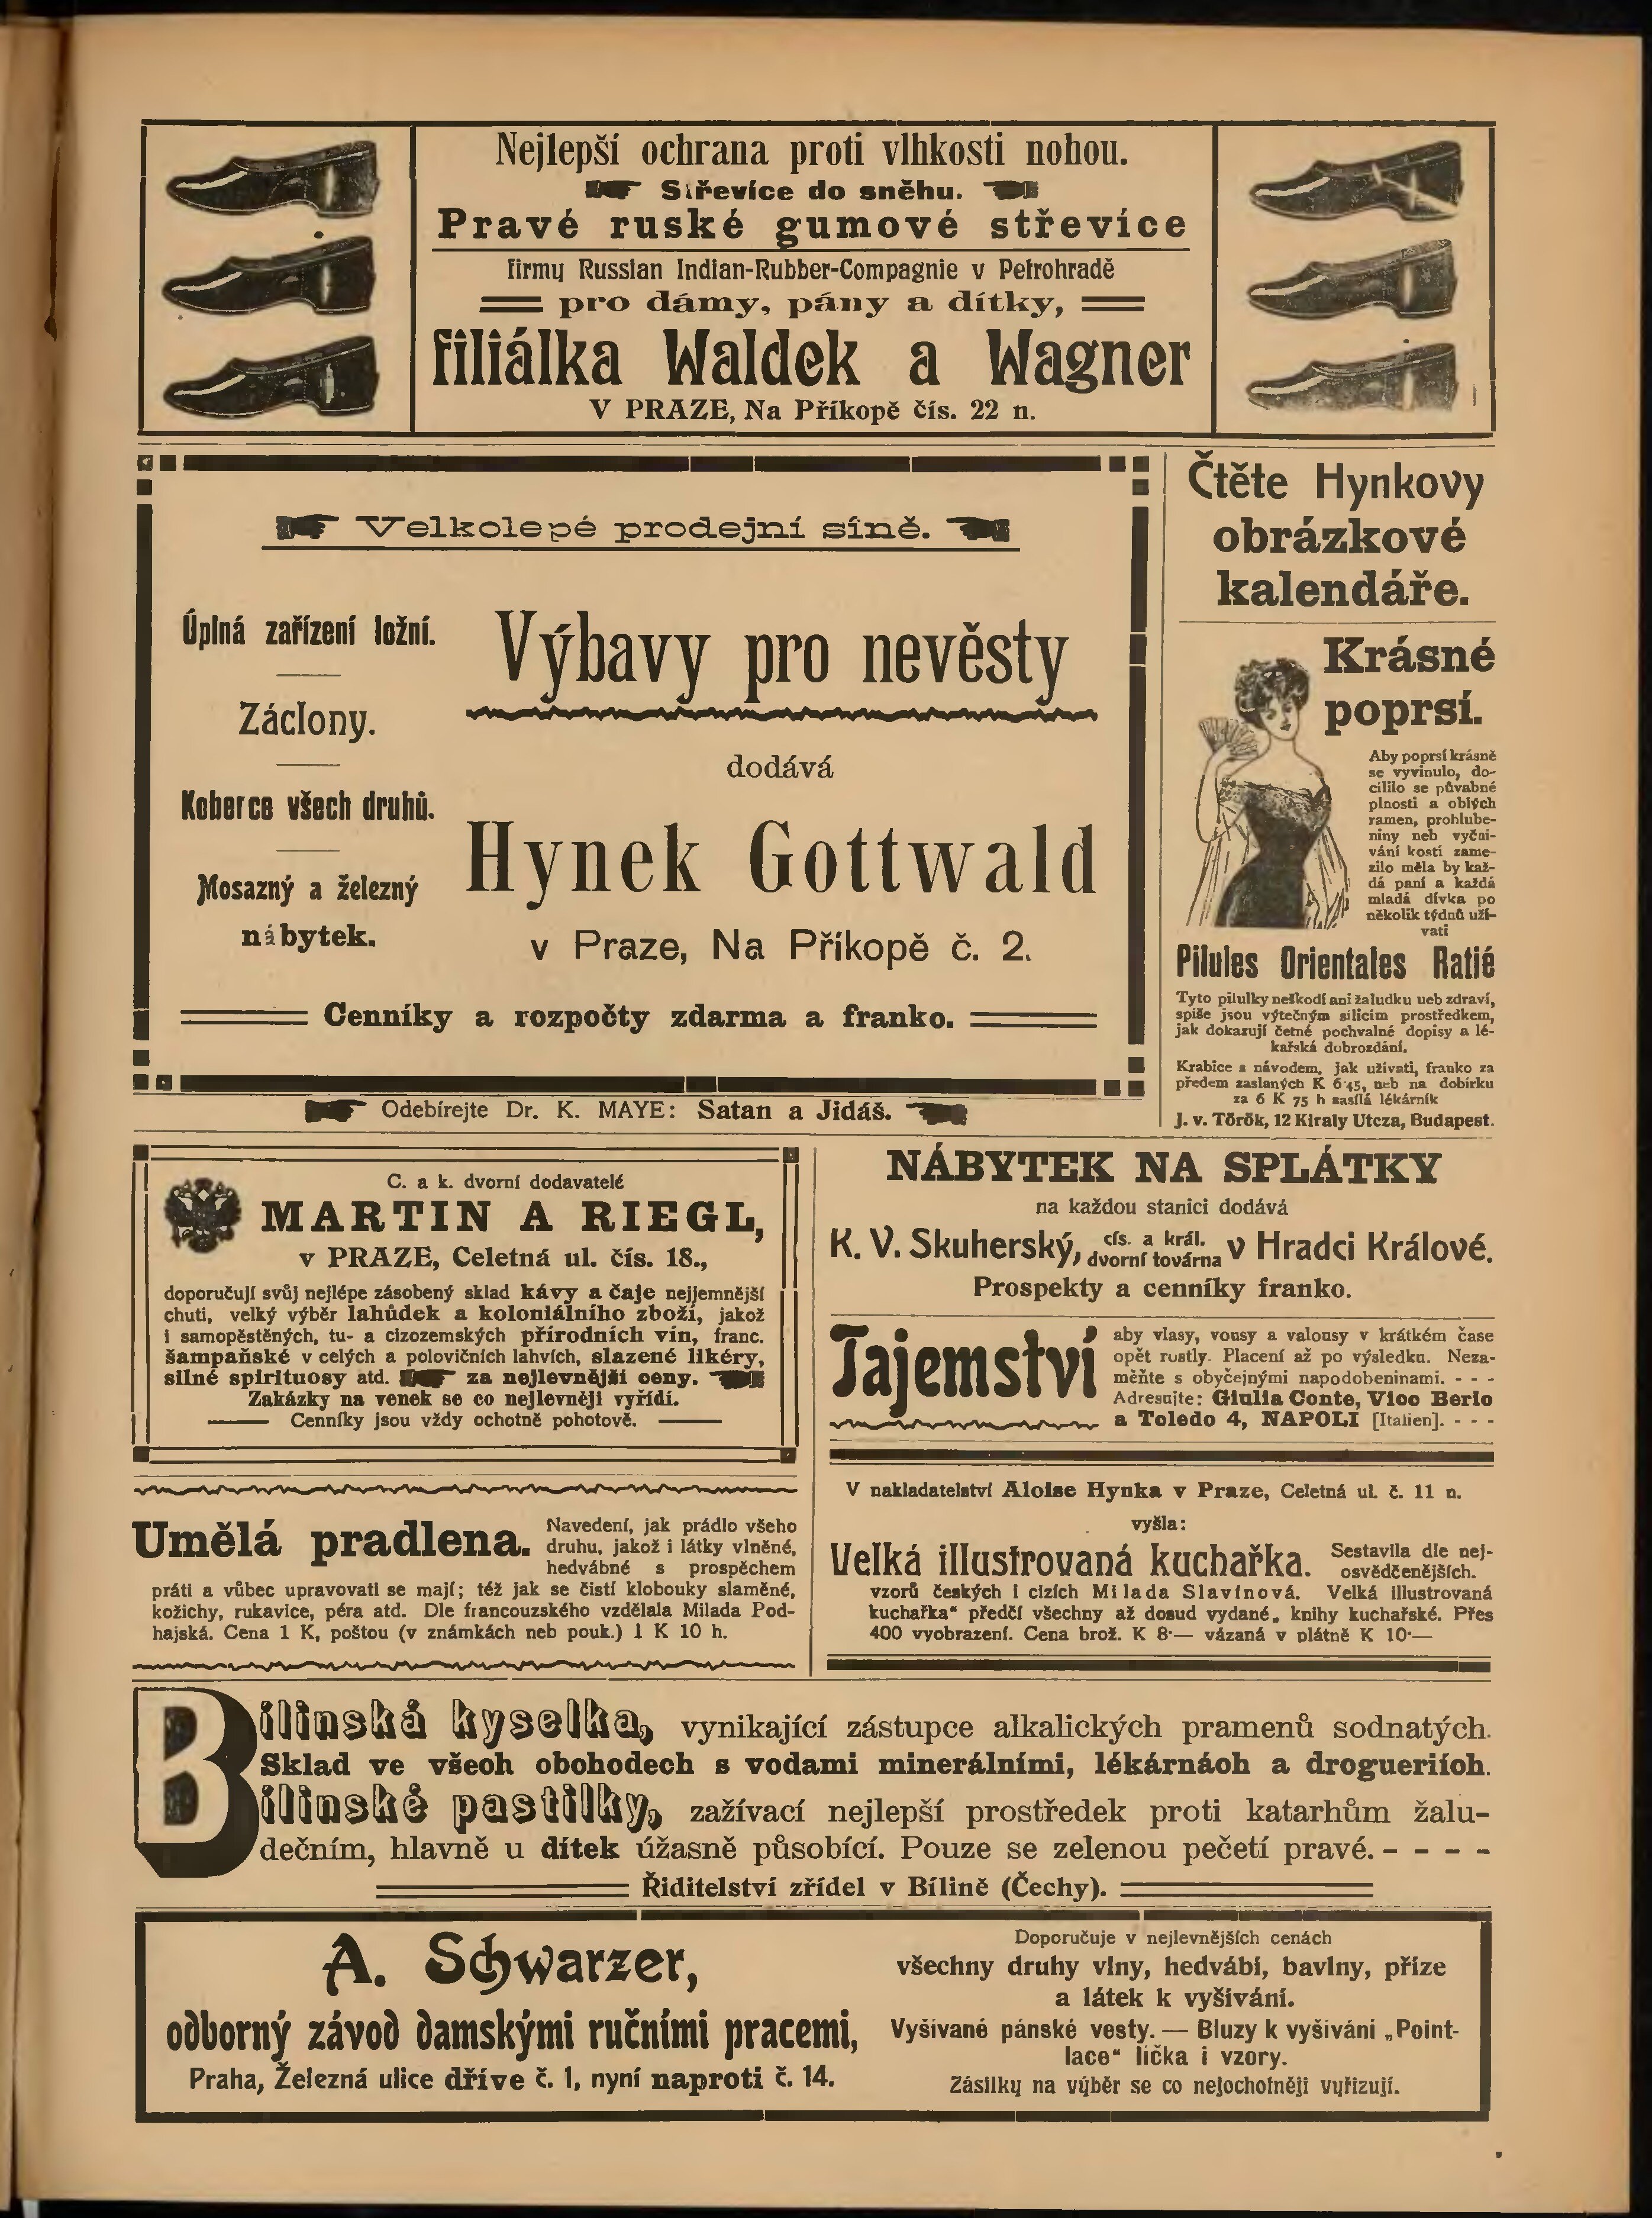 Nejlepší ochrana proti vlhkosti nohou.
Střevíce do sněhu.
Pravé ruské gumové střevíce
firmy Russian Indian-Rubber-Compagnie v Petrohradě
pro dámy, pány a dítky,
filiálka Waldek a Wagner
V PRAZE, Na Příkopě čís. 22 n.
Velkolepé prodejní síně.
Úplná zařízení ložní.
Záclony.
Koberce všech druhů.
Mosazný a železný
nábytek.
Výbavy pro nevěsty
dodává
Hynek Gottwald
v Praze, Na Příkopě č. 2.
Cenníky a rozpočty zdarma a franko.
Odebírejte Dr. K. MAYE: Satan a Jidáš.
Čtěte Hynkovy
obrázkové
kalendáře.
Krásné
poprsí.
Aby poprsí krásně
se vyvinulo, do-
cílilo se půvabné
plnosti a oblých
ramen, prohlube-
niny neb vyční-
vání kostí zame-
zilo měla by kaž-
dá paní a každá
mladá dívka po
několik týdnů uží-
vati
Pilules Orientales Ratié
Tyto pilulky neškodí ani žaludku ueb zdraví,
spíše jsou výtečným sílicím prostředkem,
jak dokazují četné pochvalné dopisy a lé-
kařská dobrozdání.
Krabice s návodem, jak užívati, franko za
předem zaslaných K 6·45, neb na dobírku
za 6 K 75 h zasílá lékárník
J. v. Török, 12 Kiraly Utcza, Budapest.
C. a k. dvorní dodavatelé
MARTIN A RIEGL,
v PRAZE, Celetná ul. čís. 18.,
doporučují svůj nejlépe zásobený sklad kávy a čaje nejjemnější
chuti, velký výběr lahůdek a koloniálního zboží, jakož
i samopěstěných, tu- a cizozemských přírodních vín, franc.
šampaňské v celých a polovičních lahvích, slazené likéry,
silné spirituosy atd. za nejlevnější ceny.
Zakázky na venek se co nejlevněji vyřídí.
Cenníky jsou vždy ochotně pohotově.
NÁBYTEK NA SPLÁTKY
na každou stanici dodává
K. V. Skuherský, cís. a král. dvorní továrna v Hradci Králové.
Prospekty a cenníky franko.
Tajemství
aby vlasy, vousy a valousy v krátkém čase
opět rostly. Placení až po výsledku. Neza-
měňte s obyčejnými napodobeninami. - - -
Adresujte: Giulia Conte, Vico Berio
a Toledo 4, NAPOLI [Italien]. - - -
Umělá pradlena. Navedení, jak prádlo všeho
druhu, jakož i látky vlněné,
hedvábné s prospěchem
práti a vůbec upravovati se mají; též jak se čistí klobouky slaměné,
kožichy, rukavice, péra atd. Dle francouzského vzdělala Milada Pod-
hajská. Cena 1 K, poštou (v známkách neb pouk.) 1 K 10 h.
V nakladatelství Aloise Hynka v Praze, Celetná ul. č. 11 n.
vyšla:
Velká illustrovaná kuchařka. Sestavila dle nej-
osvědčenějších.
vzorů českých i cizích Milada Slavínová. Velká illustrovaná
kuchařka“ předčí všechny až dosud vydané„ knihy kuchařské. Přes
400 vyobrazení. Cena brož. K 8·— vázaná v plátně K 10·—
Bílinská kyselka, vynikající zástupce alkalických pramenů sodnatých.
Sklad ve všech obchodech s vodami minerálními, lékárnách a drogueriích.
Bílinské pastilky, zažívací nejlepší prostředek proti katarhům žalu-
dečním, hlavně u dítek úžasně působící. Pouze se zelenou pečetí pravé. - - - -
Řiditelství zřídel v Bílině (Čechy).
A. Schwarzer,
odborný závod damskými ručními pracemi,
Praha, Železná ulice dříve č. 1, nyní naproti č. 14.
Doporučuje v nejlevnějších cenách
všechny druhy vlny, hedvábí, bavlny, příze
a látek k vyšívání.
Vyšívané pánské vesty. — Bluzy k vyšíváni „Point-
lace“ líčka i vzory.
Zásilky na výběr se co nejochotněji vyřizují.